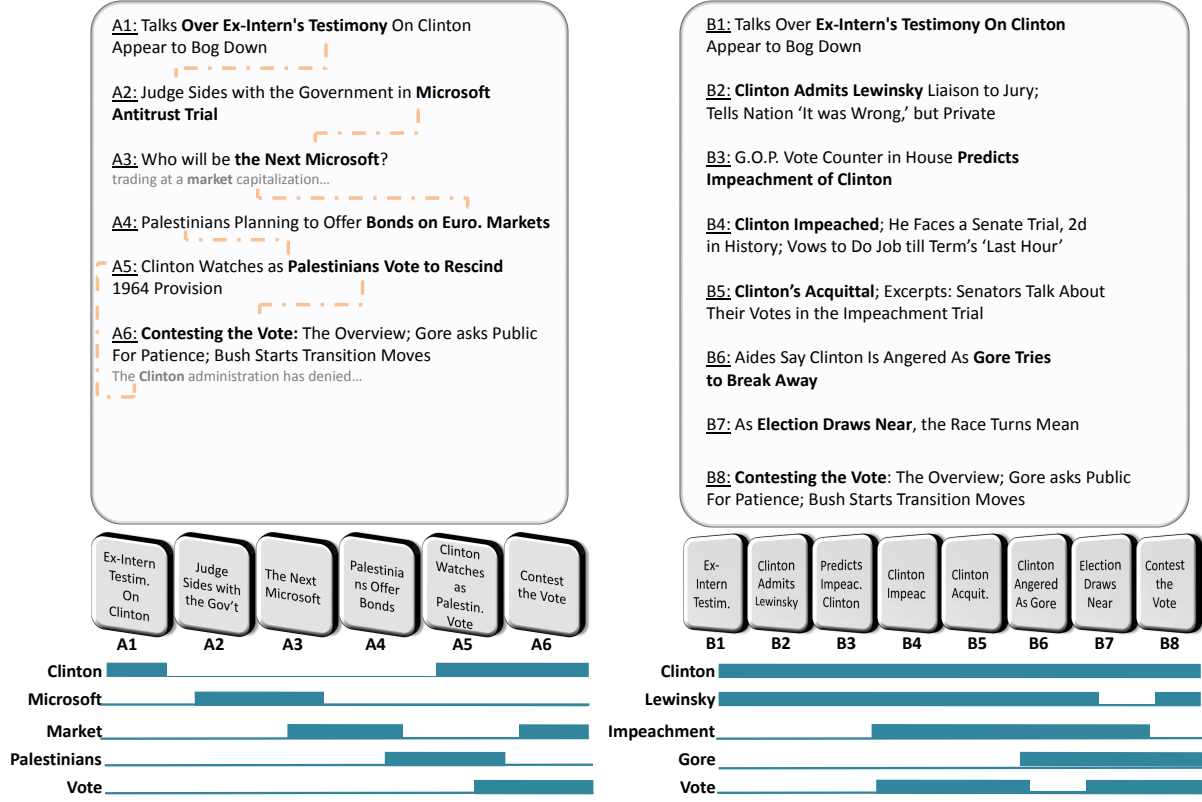 A1: Talks Over Ex-Intern's Testimony On Clinton
Appear to Bog Down
A2: Judge Sides with the Government in Microsoft
Antitrust Trial
A3: Who will be the Next Microsoft?
trading at a market capitalization…
A4: Palestinians Planning to Offer Bonds on Euro. Markets
A5: Clinton Watches as Palestinians Vote to Rescind
1964 Provision
A6: Contesting the Vote: The Overview; Gore asks Public
For Patience; Bush Starts Transition Moves
The Clinton administration has denied…
B1: Talks Over Ex-Intern's Testimony On Clinton
Appear to Bog Down
B2: Clinton Admits Lewinsky Liaison to Jury;
Tells Nation ‘It was Wrong,’ but Private
B3: G.O.P. Vote Counter in House Predicts
Impeachment of Clinton
B4: Clinton Impeached; He Faces a Senate Trial, 2d
in History; Vows to Do Job till Term’s ‘Last Hour’
B5: Clinton’s Acquittal; Excerpts: Senators Talk About
Their Votes in the Impeachment Trial
B6: Aides Say Clinton Is Angered As Gore Tries
to Break Away
B7: As Election Draws Near, the Race Turns Mean
B8: Contesting the Vote: The Overview; Gore asks Public
For Patience; Bush Starts Transition Moves
Ex-Intern
Testim.
On
Clinton
Judge
Sides with
the Gov't
The Next
Microsoft
Palestinia
ns Offer
Bonds
Clinton
Watches
as
Palestin.
Vote
Contest
the Vote
A1 A2 A3 A4 A5 A6
Clinton
Microsoft
Market
Palestinians
Vote
Ex-
Intern
Testim.
Clinton
Admits
Lewinsky
Predicts
Impeac.
Clinton
Clinton
Impeac
Clinton
Acquit.
Clinton
Angered
As Gore
Election
Draws
Near
Contest
the
Vote
B1 B2 B3 B4 B5 B6 B7 B8
Clinton
Lewinsky
Impeachment
Gore
Vote